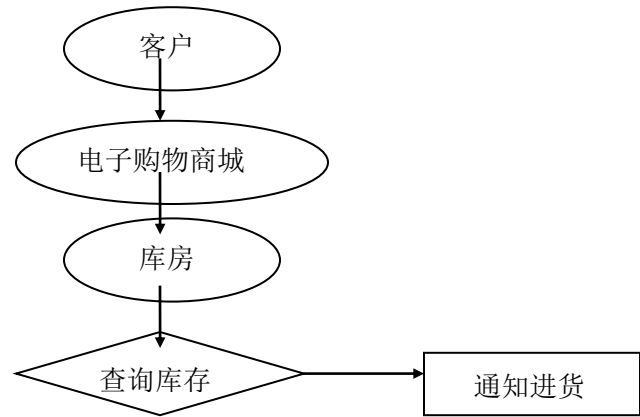 客户
电子购物商城
库房
查询库存
通知进货